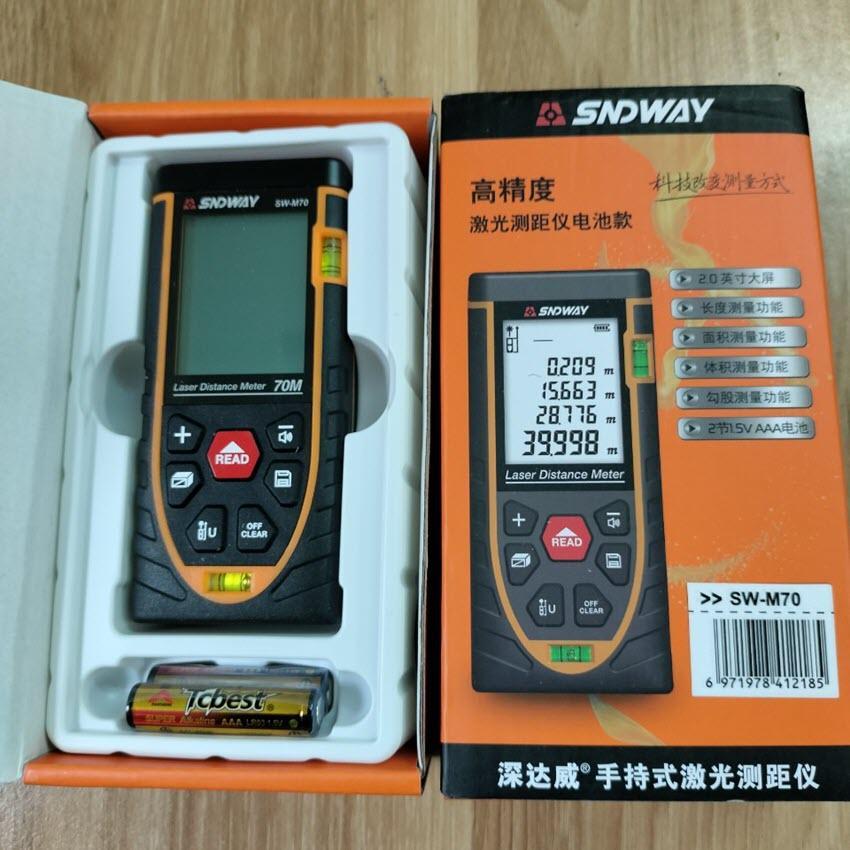 SNDWAY SW-M70
Laser Distance Meter 70M
READ
U
OFF
CLEAR
Tcbest®
SUPER Alkaline AAA LR03 1.5V
SNDWAY
高精度
科技改变测量方式
激光测距仪电池款
2.0英寸大屏
长度测量功能
面积测量功能
体积测量功能
勾股测量功能
2节1.5V AAA电池
SNDWAY
0.209 m
15.663 m
28.776 m
39.998 m
Laser Distance Meter
READ
U
OFF
CLEAR
>> SW-M70
6 971978 412185
深达威®手持式激光测距仪